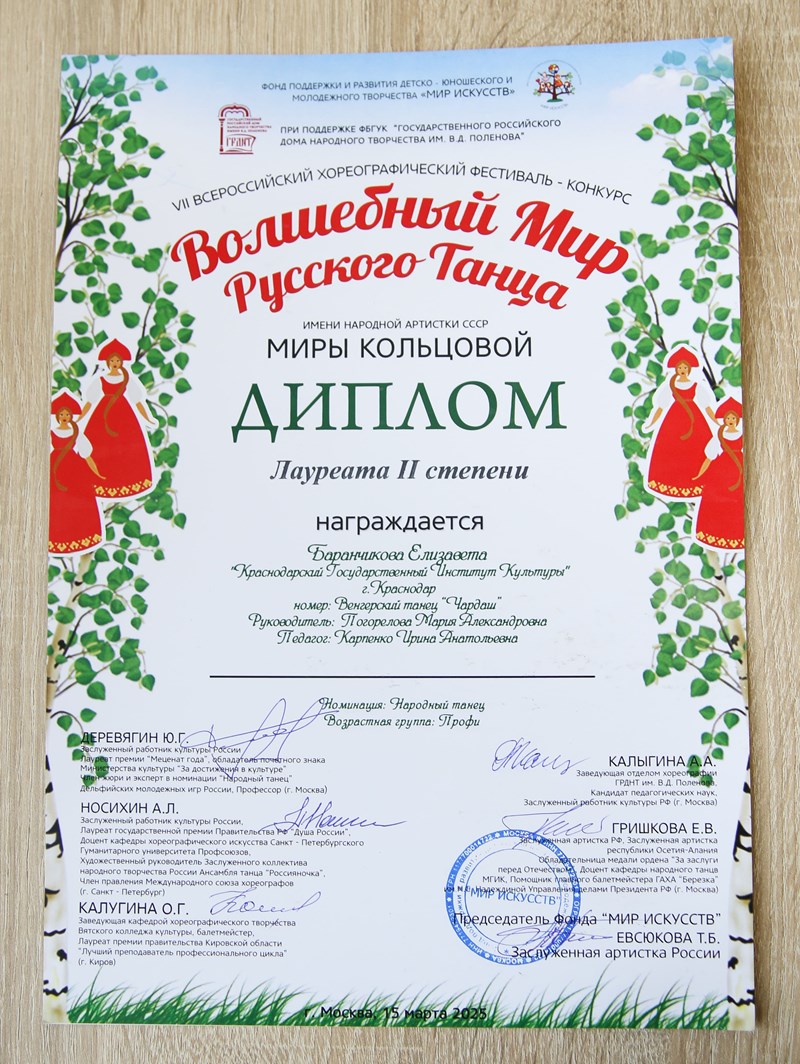 ФОНД ПОДДЕРЖКИ И РАЗВИТИЯ ДЕТСКО - ЮНОШЕСКОГО И
МОЛОДЕЖНОГО ТВОРЧЕСТВА «МИР ИСКУССТВ»
ГРДНТ
ПРИ ПОДДЕРЖКЕ ФБГУК "ГОСУДАРСТВЕННОГО РОССИЙСКОГО
ДОМА НАРОДНОГО ТВОРЧЕСТВА ИМ. В.Д. ПОЛЕНОВА"
VII ВСЕРОССИЙСКИЙ ХОРЕОГРАФИЧЕСКИЙ ФЕСТИВАЛЬ - КОНКУРС
Волшебный Мир
Русского Танца
ИМЕНИ НАРОДНОЙ АРТИСТКИ СССР
МИРЫ КОЛЬЦОВОЙ
ДИПЛОМ
Лауреата II степени
награждается
Баранчикова Елизавета
"Краснодарский Государственный Институт Культуры"
г.Краснодар
номер: Венгерский танец "Чардаш"
Руководитель: Погорелова Мария Александровна
Педагог: Карпенко Ирина Анатольевна
Номинация: Народный танец
Возрастная группа: Профи
ДЕРЕВЯГИН Ю.Г.
Заслуженный работник культуры России
Лауреат премии "Меценат года", обладатель почетного знака
Министерства культуры "За достижения в культуре"
Член жюри и эксперт в номинации "Народный танец"
Дельфийских молодежных игр России, Профессор (г. Москва)
НОСИХИН А.Л.
Заслуженный работник культуры России,
Лауреат государственной премии Правительства РФ "Душа России",
Доцент кафедры хореографического искусства Санкт - Петербургского
Гуманитарного университета Профсоюзов,
Художественный руководитель Заслуженного коллектива
народного творчества России Ансамбля танца "Россияночка",
Член правления Международного союза хореографов
(г. Санкт - Петербург)
КАЛУГИНА О.Г.
Заведующая кафедрой хореографического творчества
Вятского колледжа культуры, балетмейстер,
Лауреат премии правительства Кировской области
"Лучший преподаватель профессионального цикла"
(г. Киров)
КАЛЫГИНА А.А.
Заведующая отделом хореографии
ГРДНТ им. В.Д. Поленова,
Кандидат педагогических наук,
Заслуженный работник культуры РФ (г. Москва)
ГРИШКОВА Е.В.
Заслуженная артистка РФ, Заслуженная артистка
республики Осетия-Алания
Обладательница медали ордена "За заслуги
перед Отечеством", Доцент кафедры народного танца
МГИК, Помощник главного балетмейстера ГАХА "Березка"
им. Н.С. Надеждиной Управления делами Президента РФ (г. Москва)
"МИР ИСКУССТВ"
Председатель Фонда "МИР ИСКУССТВ"
ЕВСЮКОВА Т.Б.
Заслуженная артистка России
г. Москва, 15 марта 2025